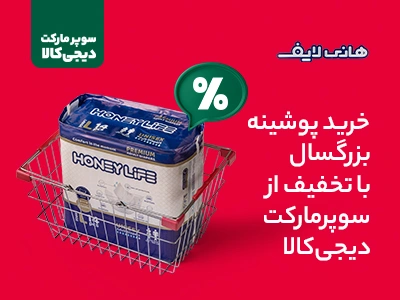 سوپرمارکت
دیجی‌کالا
هانی لایف
%
خرید پوشینه
بزرگسال
با تخفیف از
سوپرمارکت
دیجی‌کالا
HONEY LIFE
PREMIUM
HONEY LIFE